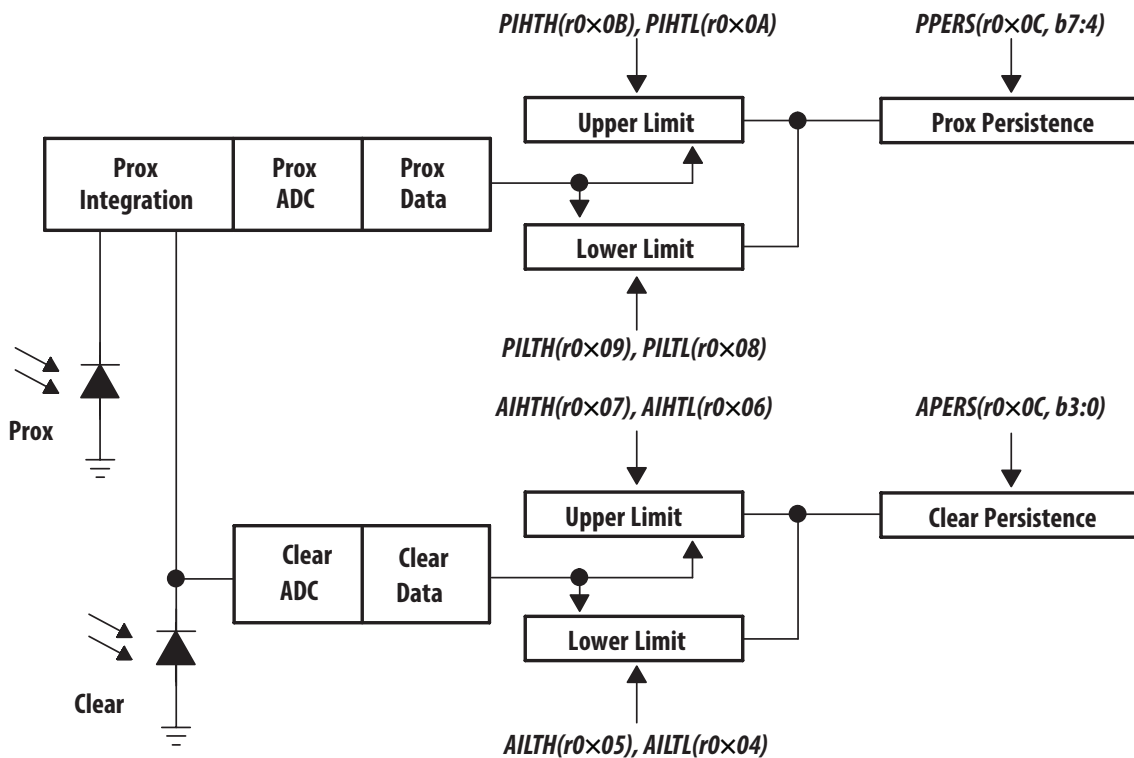 PIHTH(r0×0B), PIHTL(r0×0A)
PPERS(r0×0C, b7:4)
Upper Limit
Prox Persistence
Prox
Integration
Prox
ADC
Prox
Data
Lower Limit
PILTH(r0×09), PILTL(r0×08)
Prox
AIHTH(r0×07), AIHTL(r0×06)
APERS(r0×0C, b3:0)
Upper Limit
Clear Persistence
Clear
ADC
Clear
Data
Lower Limit
Clear
AILTH(r0×05), AILTL(r0×04)